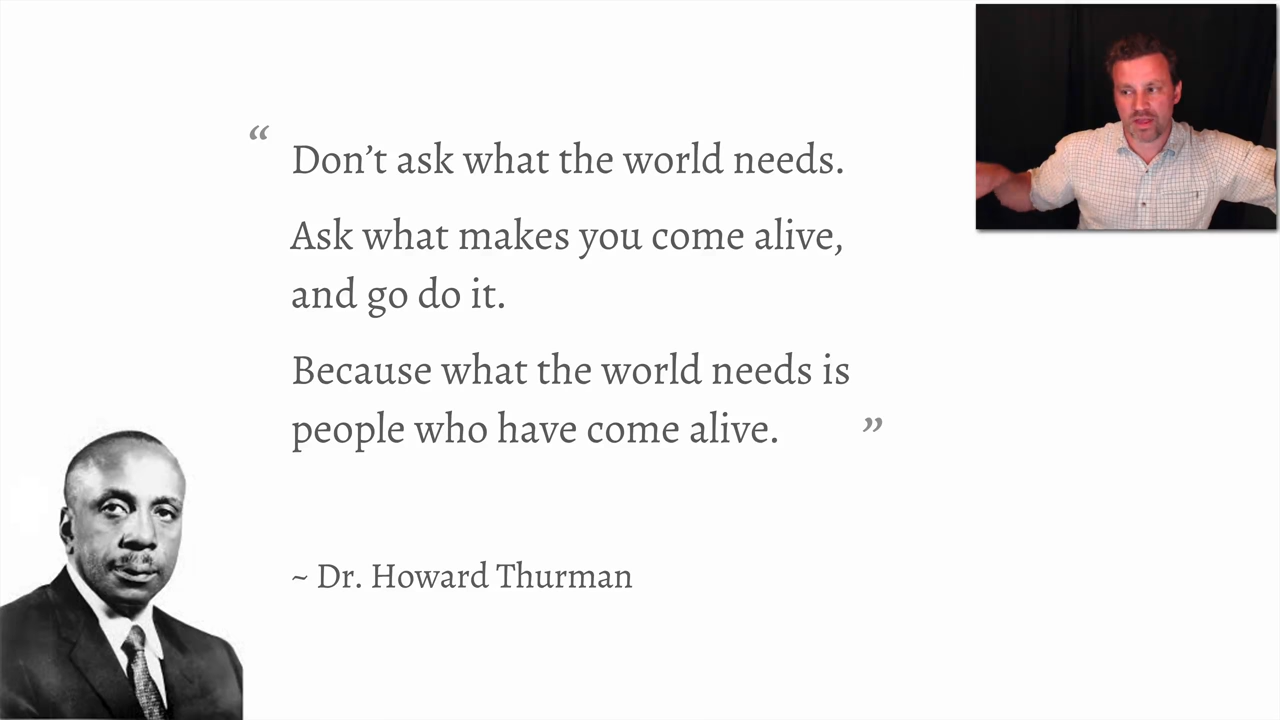 “ Don’t ask what the world needs.
Ask what makes you come alive,
and go do it.
Because what the world needs is
people who have come alive. ”
~ Dr. Howard Thurman